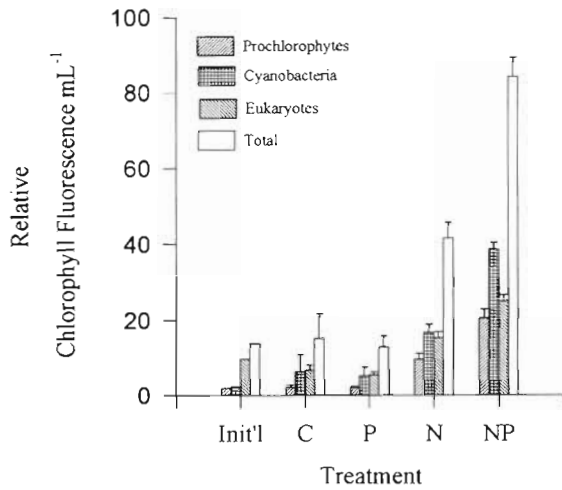 100
80
60
40
20
0
Relative
Chlorophyll Fluorescence mL⁻¹
Prochlorophytes
Cyanobacteria
Eukaryotes
Total
Init'l C P N NP
Treatment